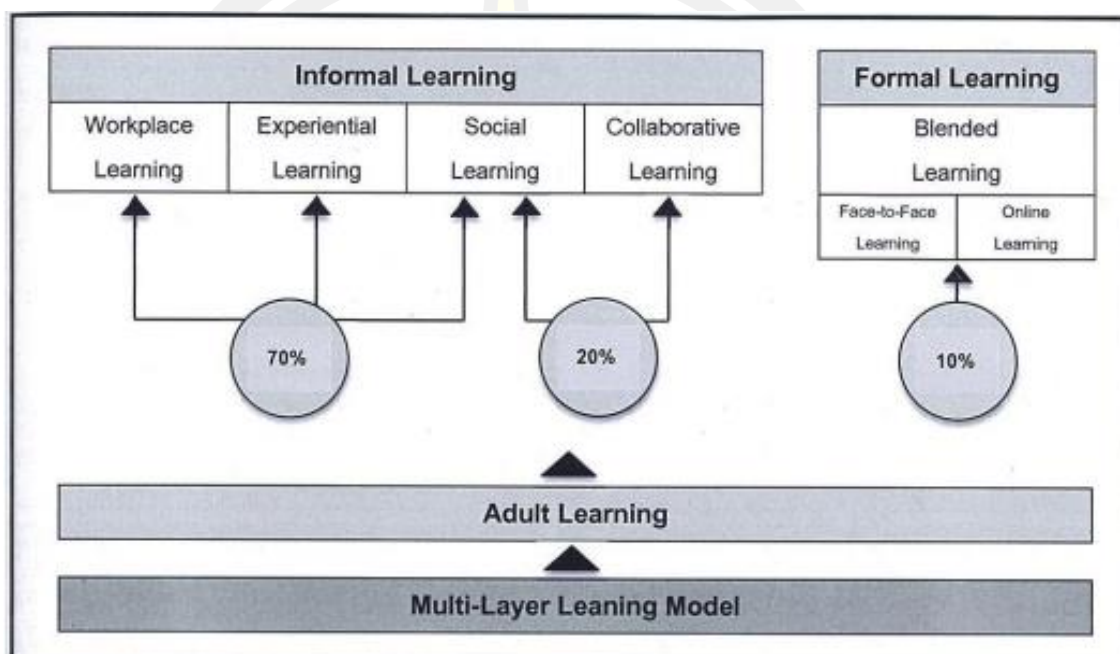 Informal Learning
Formal Learning
Workplace
Learning
Experiential
Learning
Social
Learning
Collaborative
Learning
Blended
Learning
Face-to-Face
Learning
Online
Learning
70%
20%
10%
Adult Learning
Multi-Layer Leaning Model